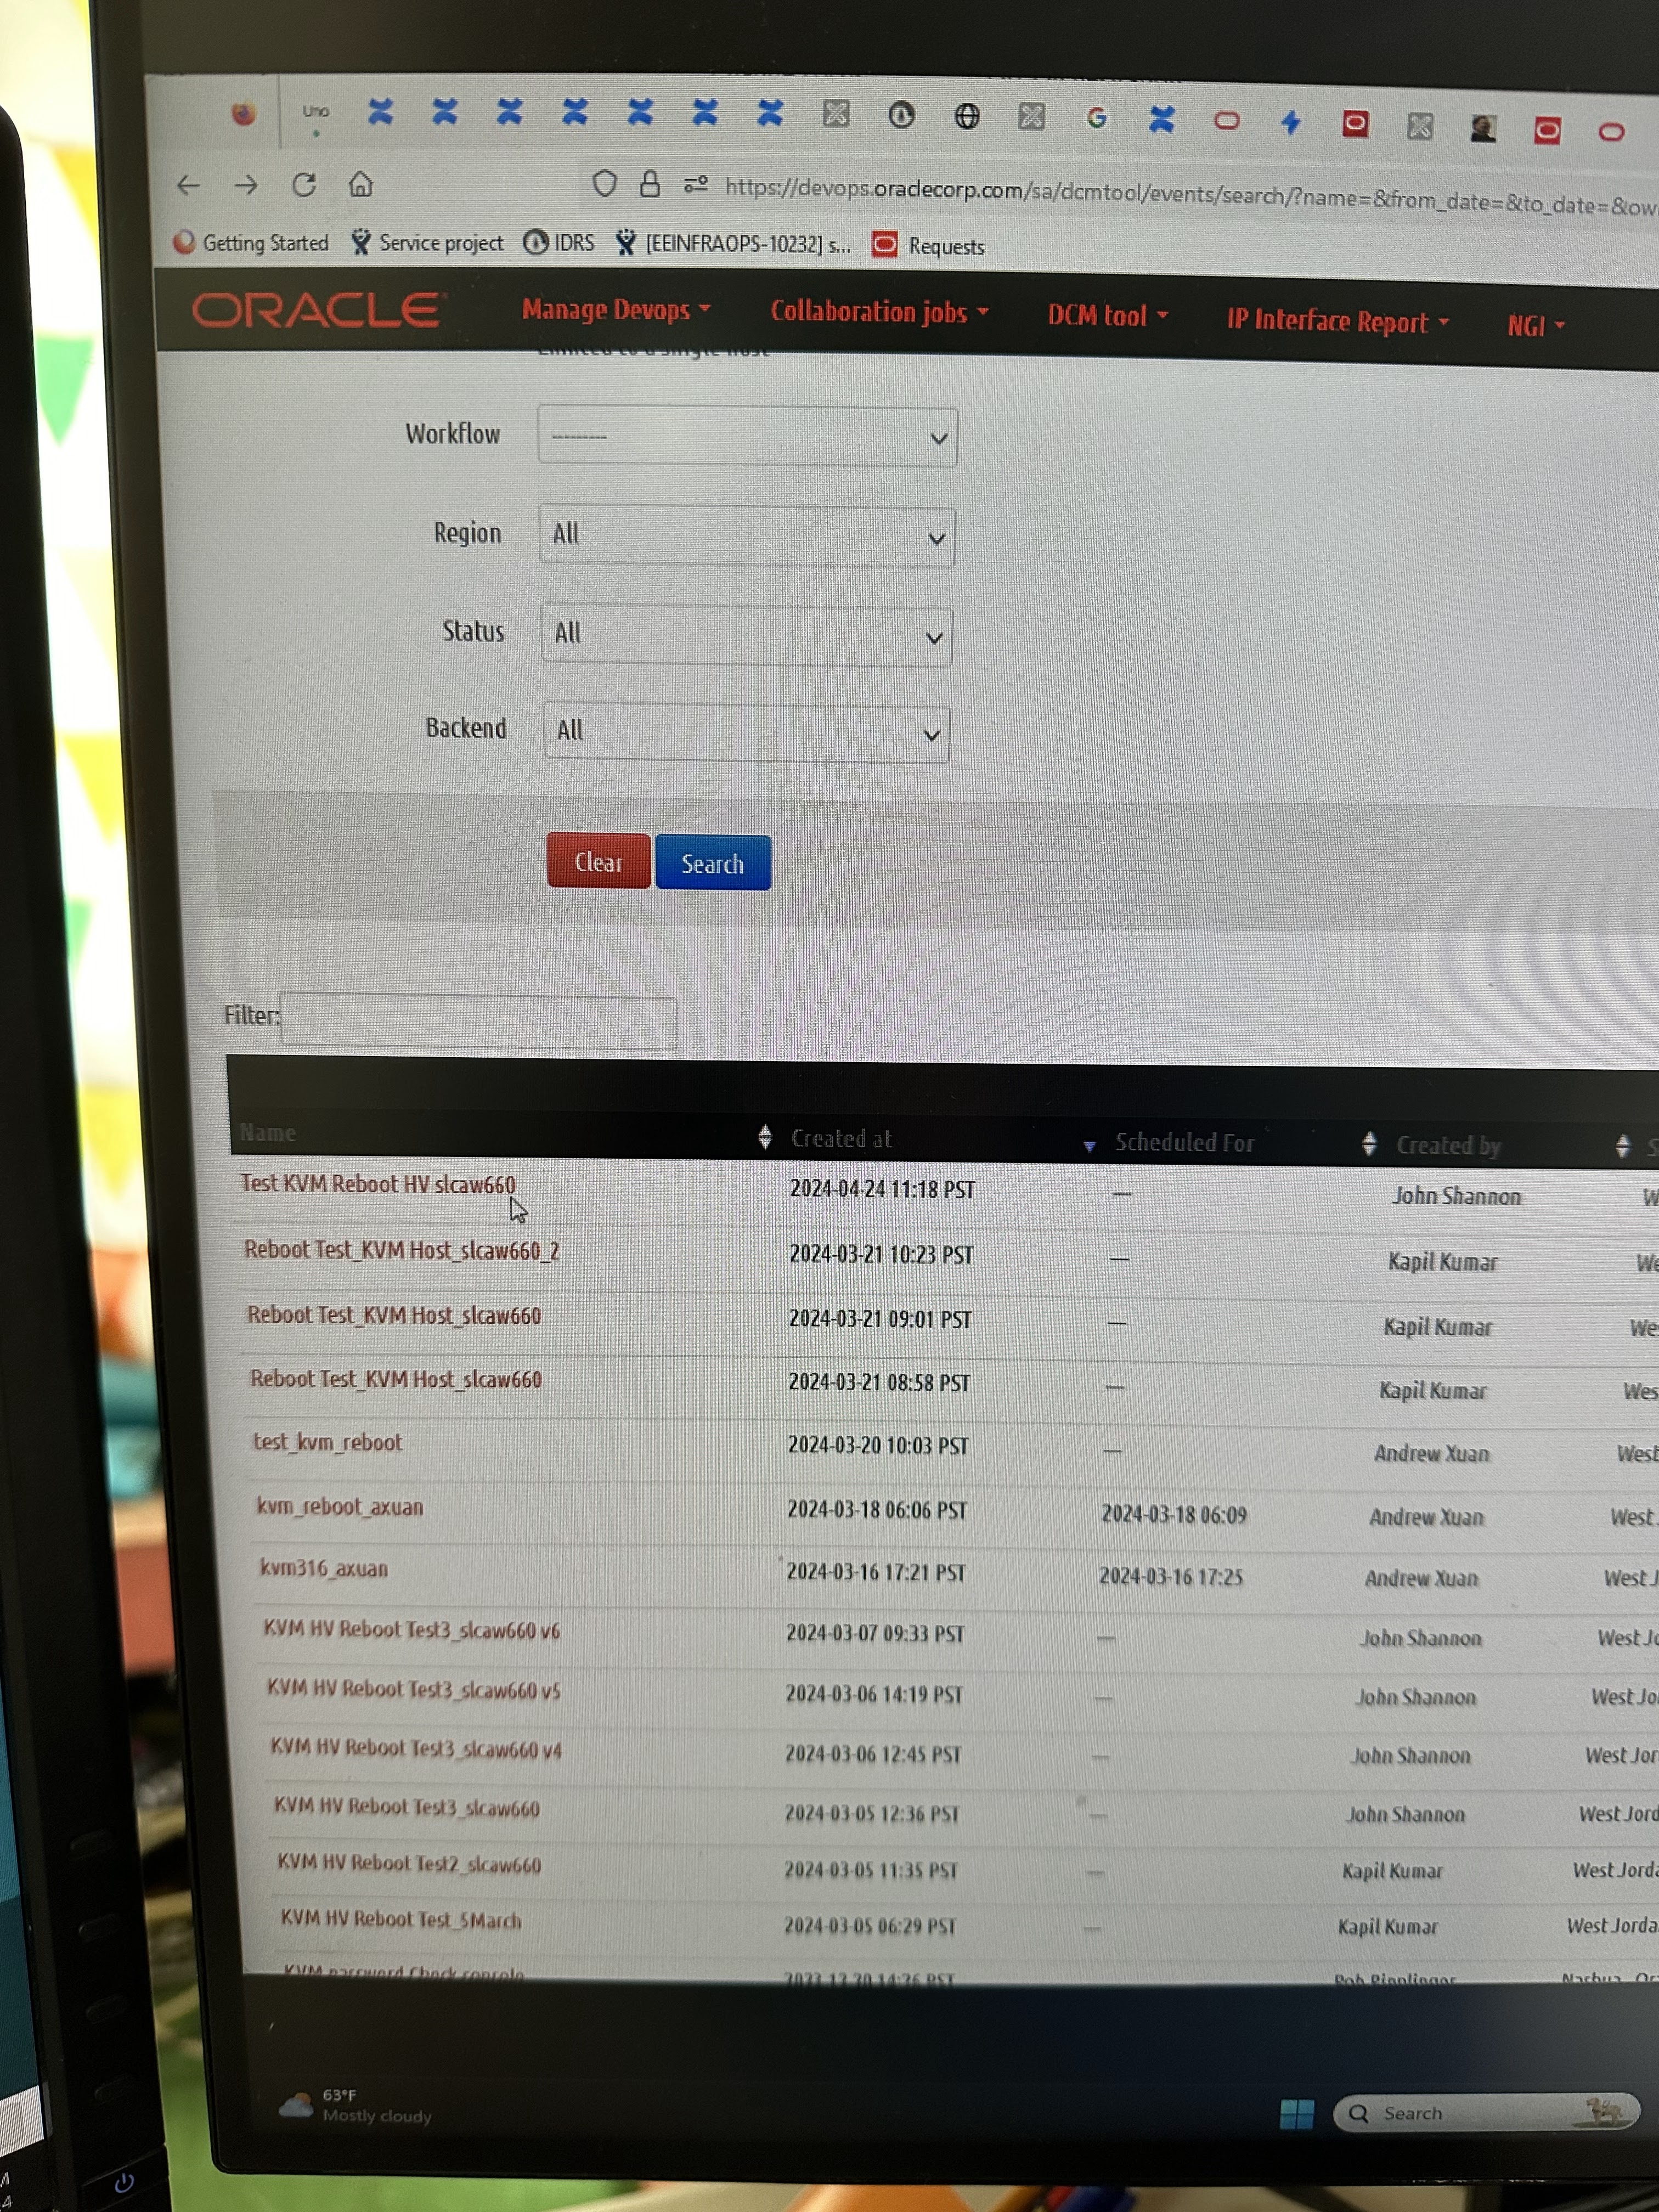 Uno
https://devops.oraclecorp.com/sa/dcmtool/events/search/?name=&from_date=&to_date=&ow
Getting Started Service project IDRS [EEINFRAOPS-10232] s... Requests
ORACLE Manage Devops Collaboration jobs DCM tool IP Interface Report NGI
Limited to a single host
Workflow ---------
Region All
Status All
Backend All
Clear Search
Filter:
Name Created at Scheduled For Created by S
Test KVM Reboot HV slcaw660 2024-04-24 11:18 PST — John Shannon W
Reboot Test_KVM Host_slcaw660_2 2024-03-21 10:23 PST — Kapil Kumar We
Reboot Test_KVM Host_slcaw660 2024-03-21 09:01 PST — Kapil Kumar Wes
Reboot Test_KVM Host_slcaw660 2024-03-21 08:58 PST — Kapil Kumar Wes
test_kvm_reboot 2024-03-20 10:03 PST — Andrew Xuan West
kvm_reboot_axuan 2024-03-18 06:06 PST 2024-03-18 06:09 Andrew Xuan West
kvm316_axuan 2024-03-16 17:21 PST 2024-03-16 17:25 Andrew Xuan West J
KVM HV Reboot Test3_slcaw660 v6 2024-03-07 09:33 PST — John Shannon West Jo
KVM HV Reboot Test3_slcaw660 v5 2024-03-06 14:19 PST — John Shannon West Jo
KVM HV Reboot Test3_slcaw660 v4 2024-03-06 12:45 PST — John Shannon West Jor
KVM HV Reboot Test3_slcaw660 2024-03-05 12:36 PST — John Shannon West Jord
KVM HV Reboot Test2_slcaw660 2024-03-05 11:35 PST — Kapil Kumar West Jorda
KVM HV Reboot Test_5March 2024-03-05 06:29 PST — Kapil Kumar West Jorda
KVM password Check console 14:26 PST
63°F
Mostly cloudy
Search